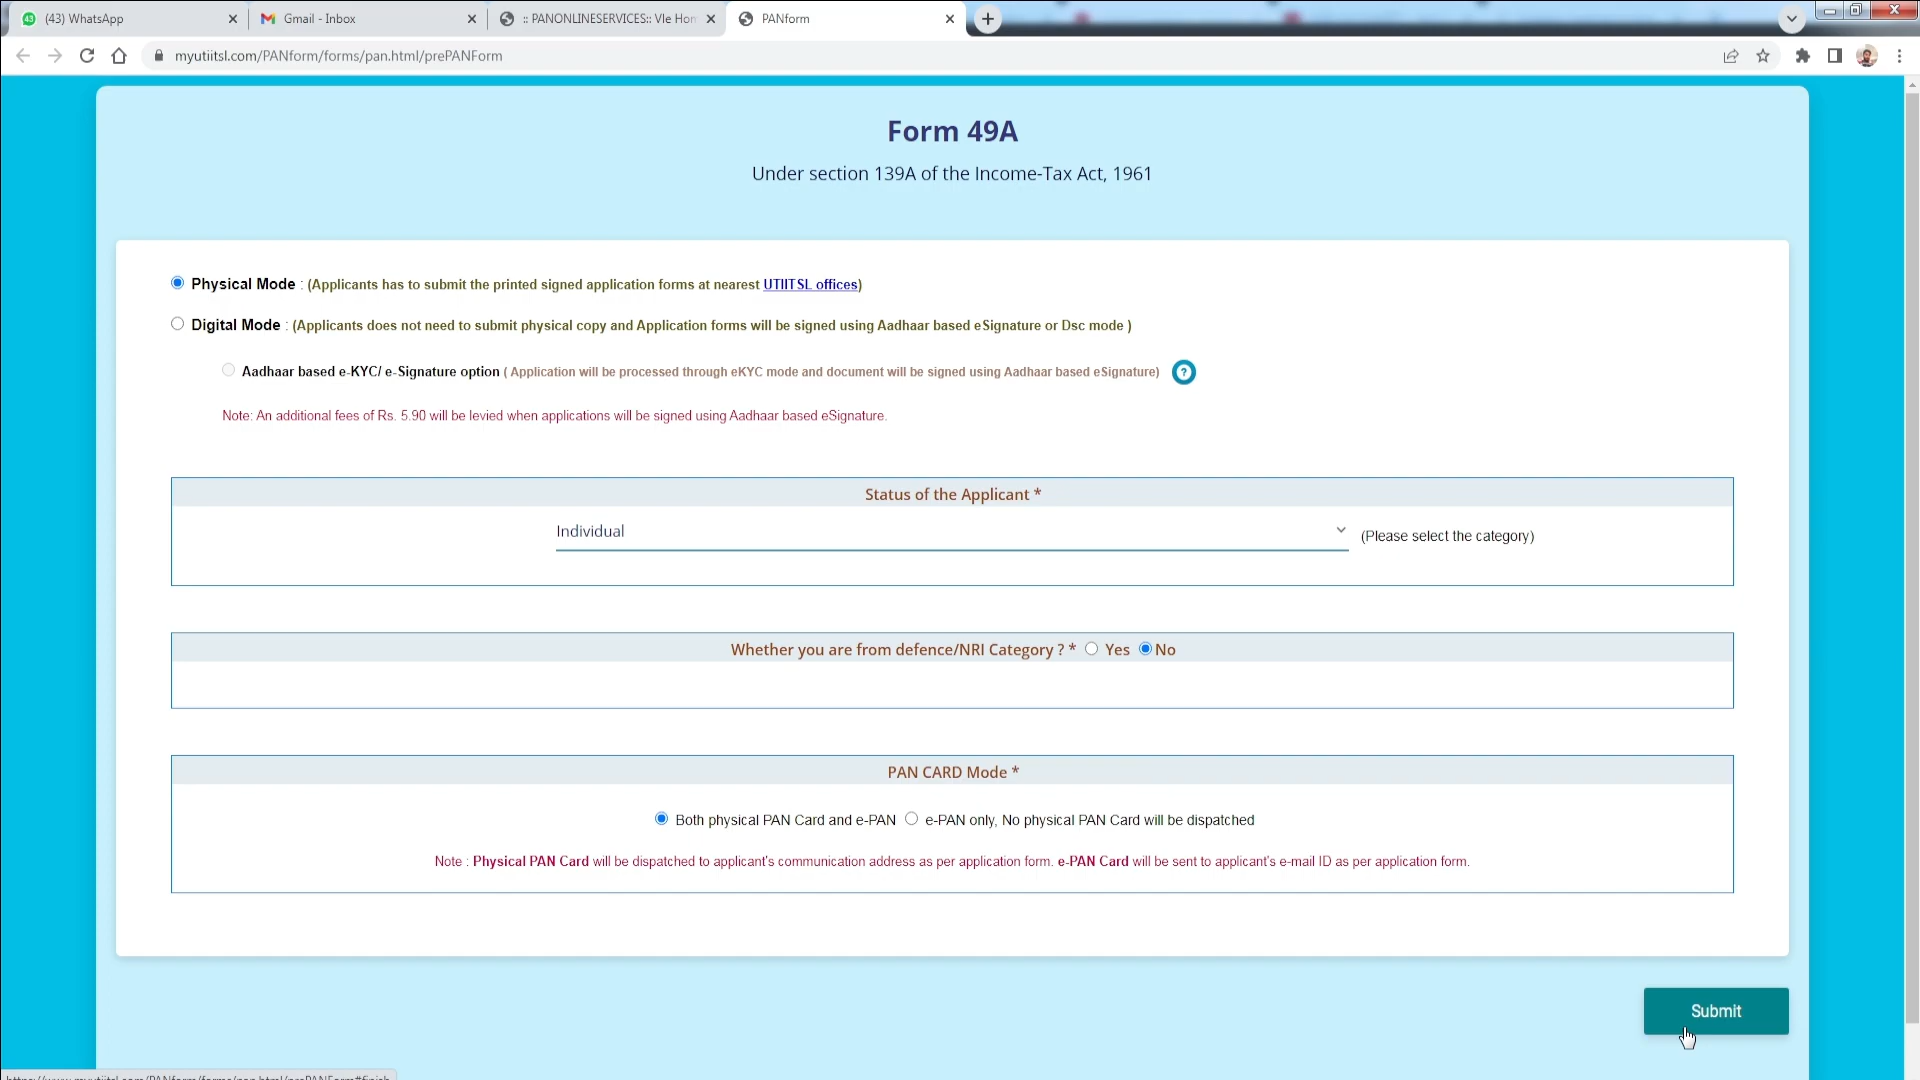 (43) WhatsApp
Gmail - Inbox
:: PANONLINESERVICES:: Vle Hon
PANform
myutiitsl.com/PANform/forms/pan.html/prePANForm
Form 49A
Under section 139A of the Income-Tax Act, 1961
Physical Mode : (Applicants has to submit the printed signed application forms at nearest UTIITSL offices)
Digital Mode : (Applicants does not need to submit physical copy and Application forms will be signed using Aadhaar based eSignature or Dsc mode )
Aadhaar based e-KYC/ e-Signature option ( Application will be processed through eKYC mode and document will be signed using Aadhaar based eSignature) ?
Note: An additional fees of Rs. 5.90 will be levied when applications will be signed using Aadhaar based eSignature.
Status of the Applicant *
Individual
(Please select the category)
Whether you are from defence/NRI Category ? * Yes No
PAN CARD Mode *
Both physical PAN Card and e-PAN e-PAN only, No physical PAN Card will be dispatched
Note : Physical PAN Card will be dispatched to applicant's communication address as per application form. e-PAN Card will be sent to applicant's e-mail ID as per application form.
Submit